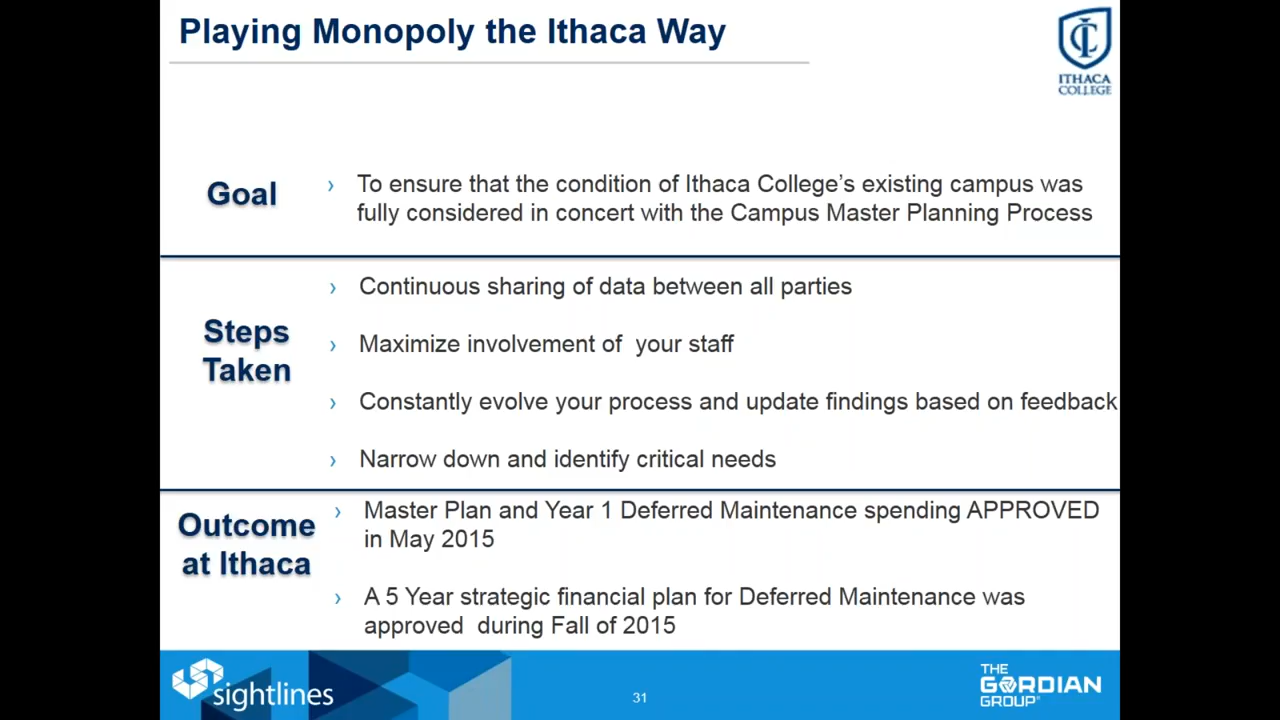 Playing Monopoly the Ithaca Way
ITHACA
COLLEGE
Goal
› To ensure that the condition of Ithaca College’s existing campus was
fully considered in concert with the Campus Master Planning Process
Steps
Taken
› Continuous sharing of data between all parties
› Maximize involvement of  your staff
› Constantly evolve your process and update findings based on feedback
› Narrow down and identify critical needs
Outcome
at Ithaca
› Master Plan and Year 1 Deferred Maintenance spending APPROVED
in May 2015
› A 5 Year strategic financial plan for Deferred Maintenance was
approved  during Fall of 2015
sightlines
31
THE
GORDIAN
GROUP